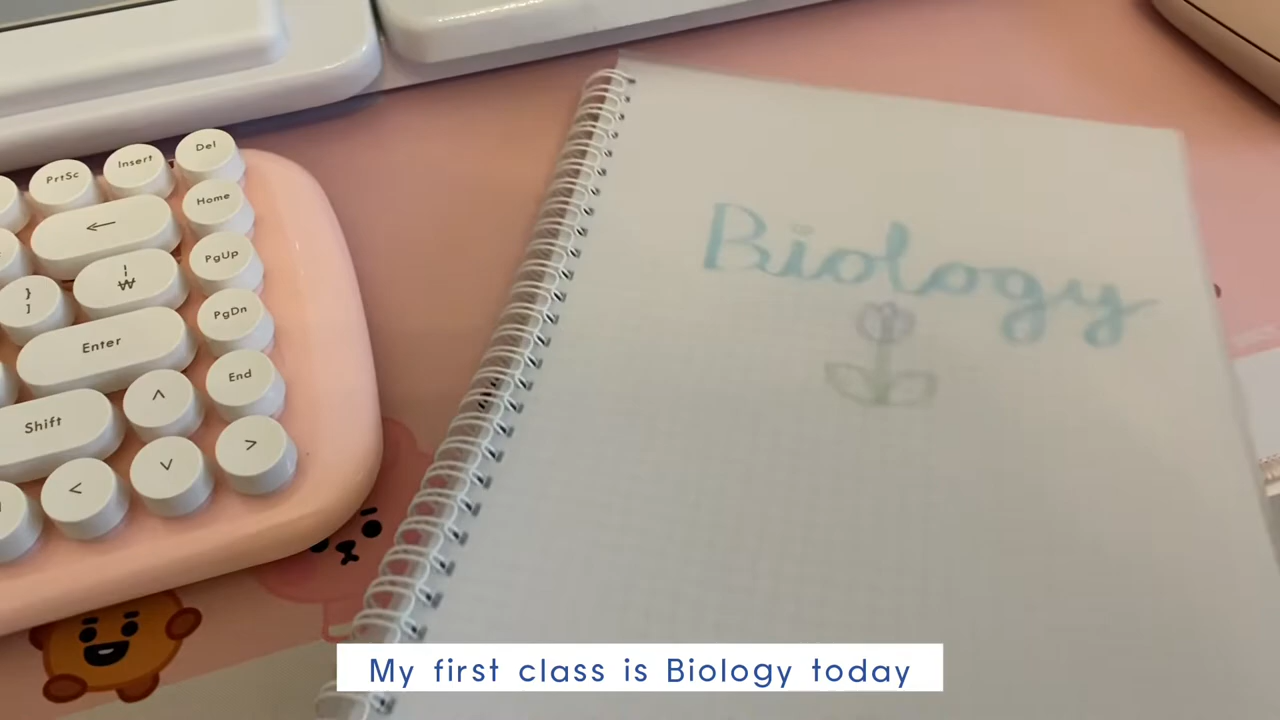 Del
Insert
PrtSc
Home
←
PgUp
|
₩
}
]
PgDn
Enter
End
^
Shift
>
v
<
Biology
My first class is Biology today